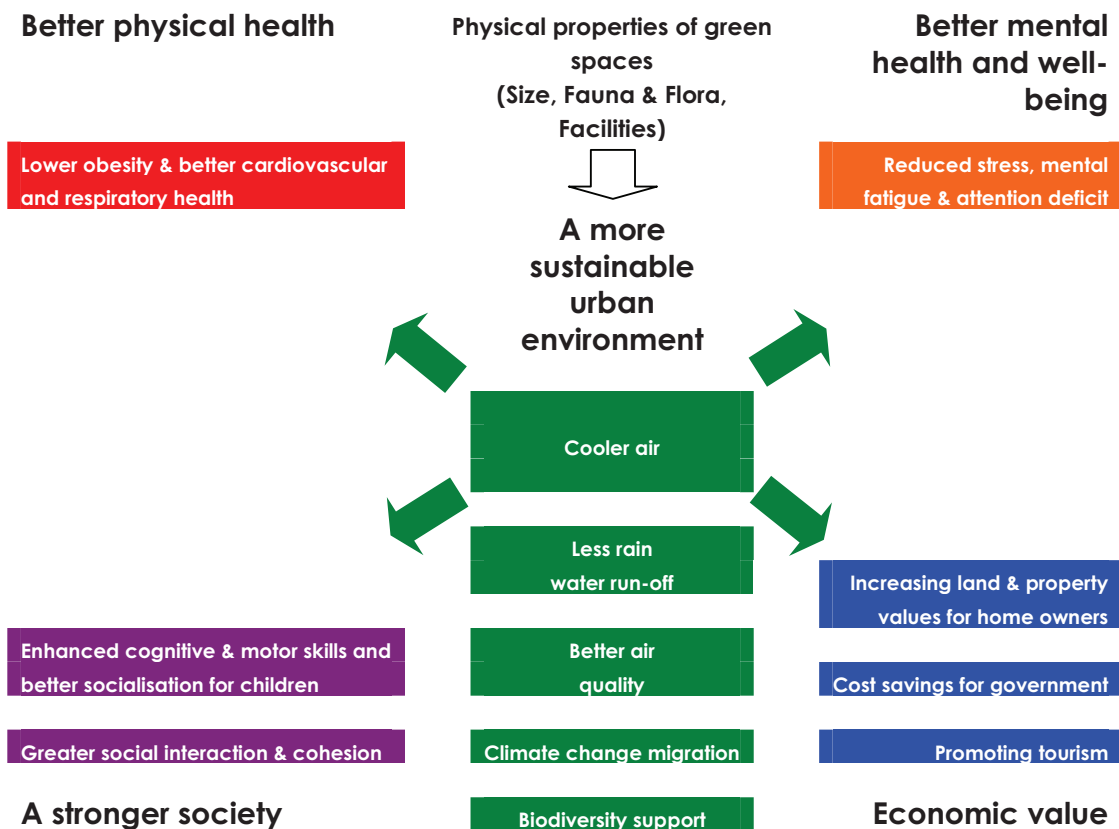 Better physical health
Physical properties of green
spaces
(Size, Fauna & Flora,
Facilities)
Better mental
health and well-
being
Lower obesity & better cardiovascular
and respiratory health
Reduced stress, mental
fatigue & attention deficit
A more
sustainable
urban
environment
Cooler air
Less rain
water run-off
Increasing land & property
values for home owners
Enhanced cognitive & motor skills and
better socialisation for children
Better air
quality
Cost savings for government
Greater social interaction & cohesion
Climate change migration
Promoting tourism
A stronger society
Biodiversity support
Economic value